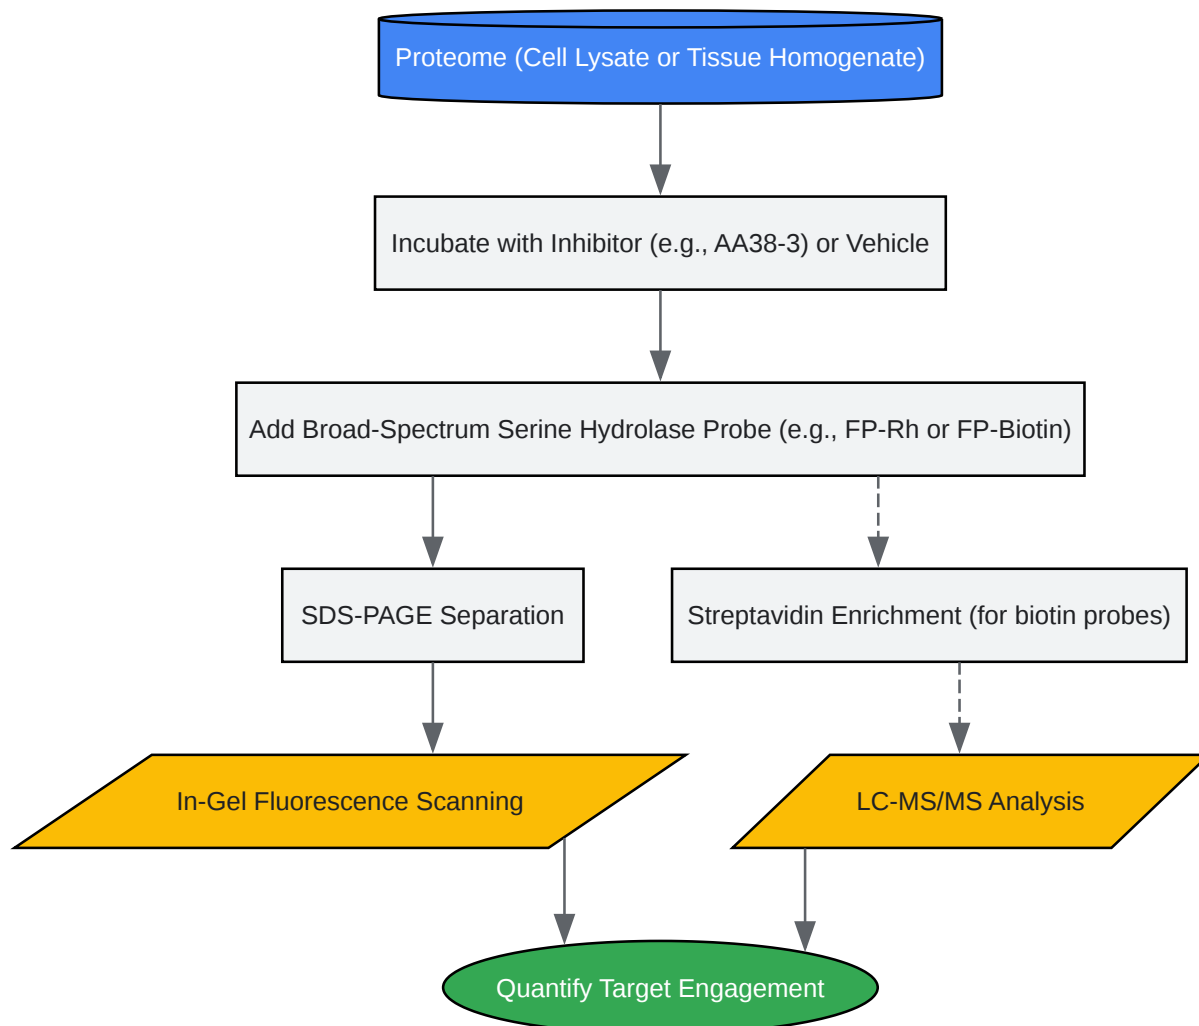 Proteome (Cell Lysate or Tissue Homogenate)
Incubate with Inhibitor (e.g., AA38-3) or Vehicle
Add Broad-Spectrum Serine Hydrolase Probe (e.g., FP-Rh or FP-Biotin)
SDS-PAGE Separation
Streptavidin Enrichment (for biotin probes)
In-Gel Fluorescence Scanning
LC-MS/MS Analysis
Quantify Target Engagement